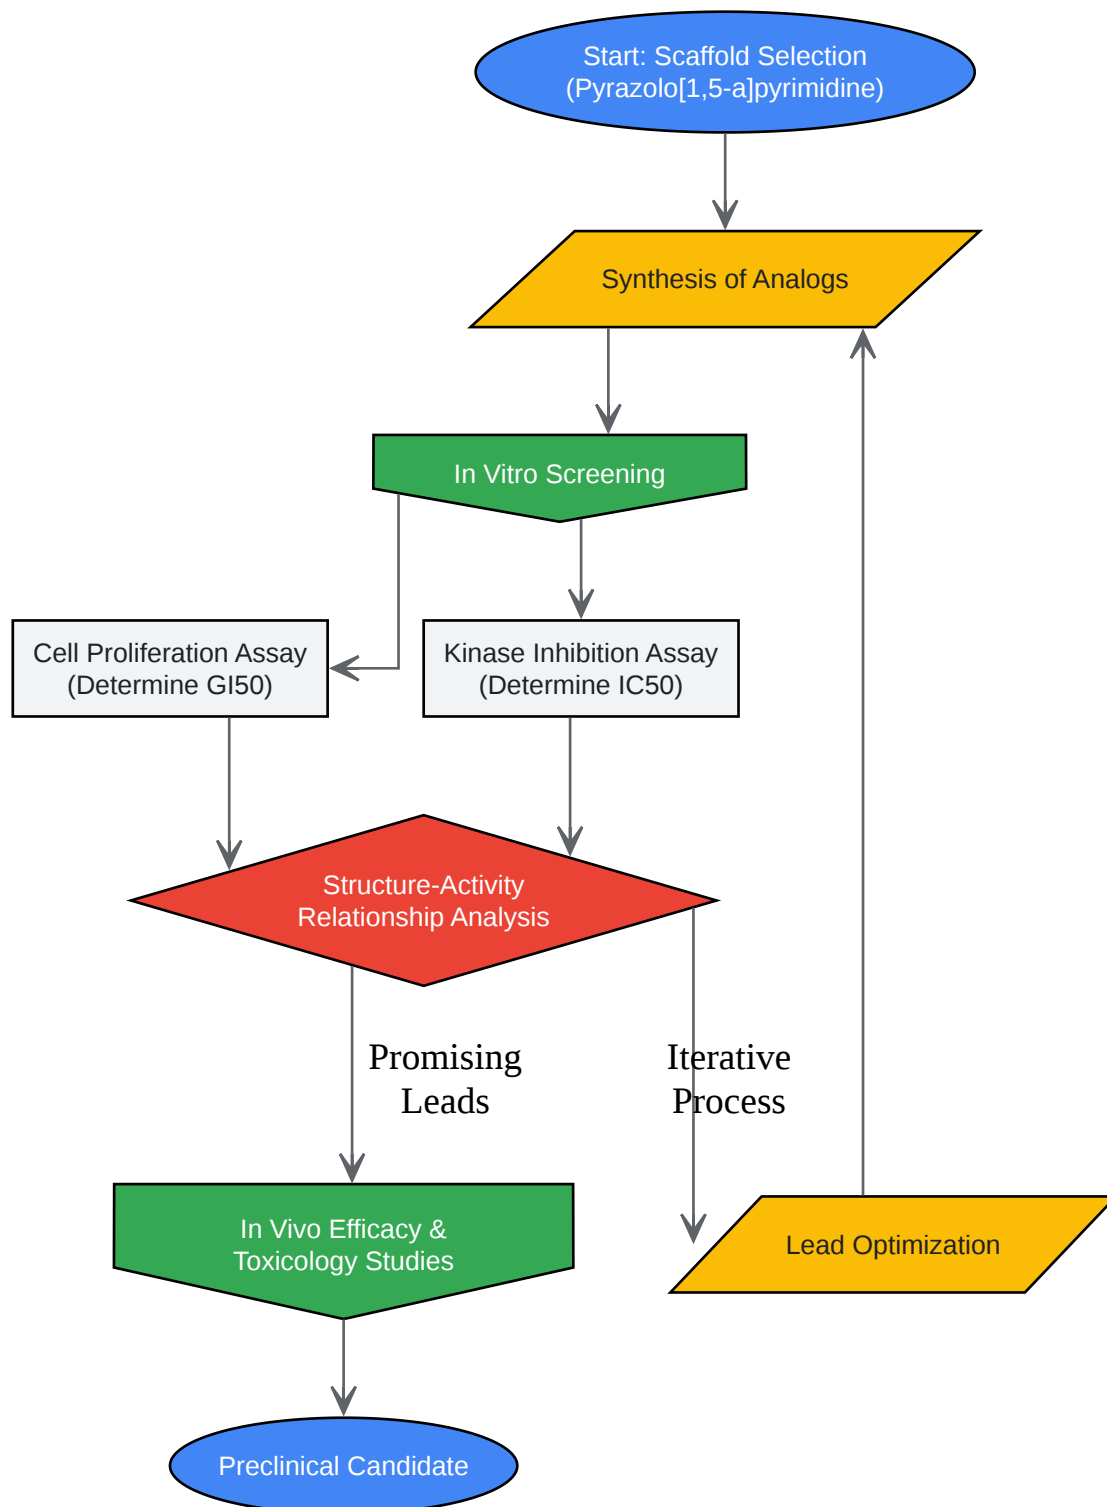 Start: Scaffold Selection
(Pyrazolo[1,5-a]pyrimidine)
Synthesis of Analogs
In Vitro Screening
Cell Proliferation Assay
(Determine GI50)
Kinase Inhibition Assay
(Determine IC50)
Structure-Activity
Relationship Analysis
Promising
Leads
Iterative
Process
In Vivo Efficacy &
Toxicology Studies
Lead Optimization
Preclinical Candidate